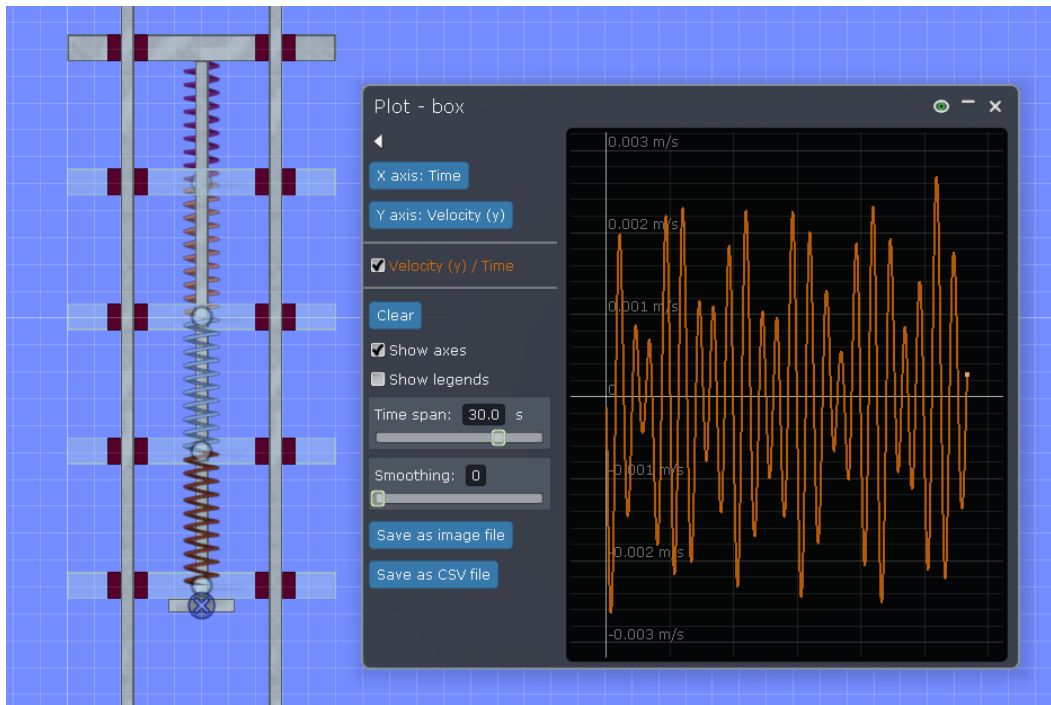 Plot - box
X axis: Time
Y axis: Velocity (y)
Velocity (y) / Time
Clear
Show axes
Show legends
Time span: 30.0 s
Smoothing: 0
Save as image file
Save as CSV file
0.003 m/s
0.002 m/s
0.001 m/s
0
-0.001 m/s
-0.002 m/s
-0.003 m/s